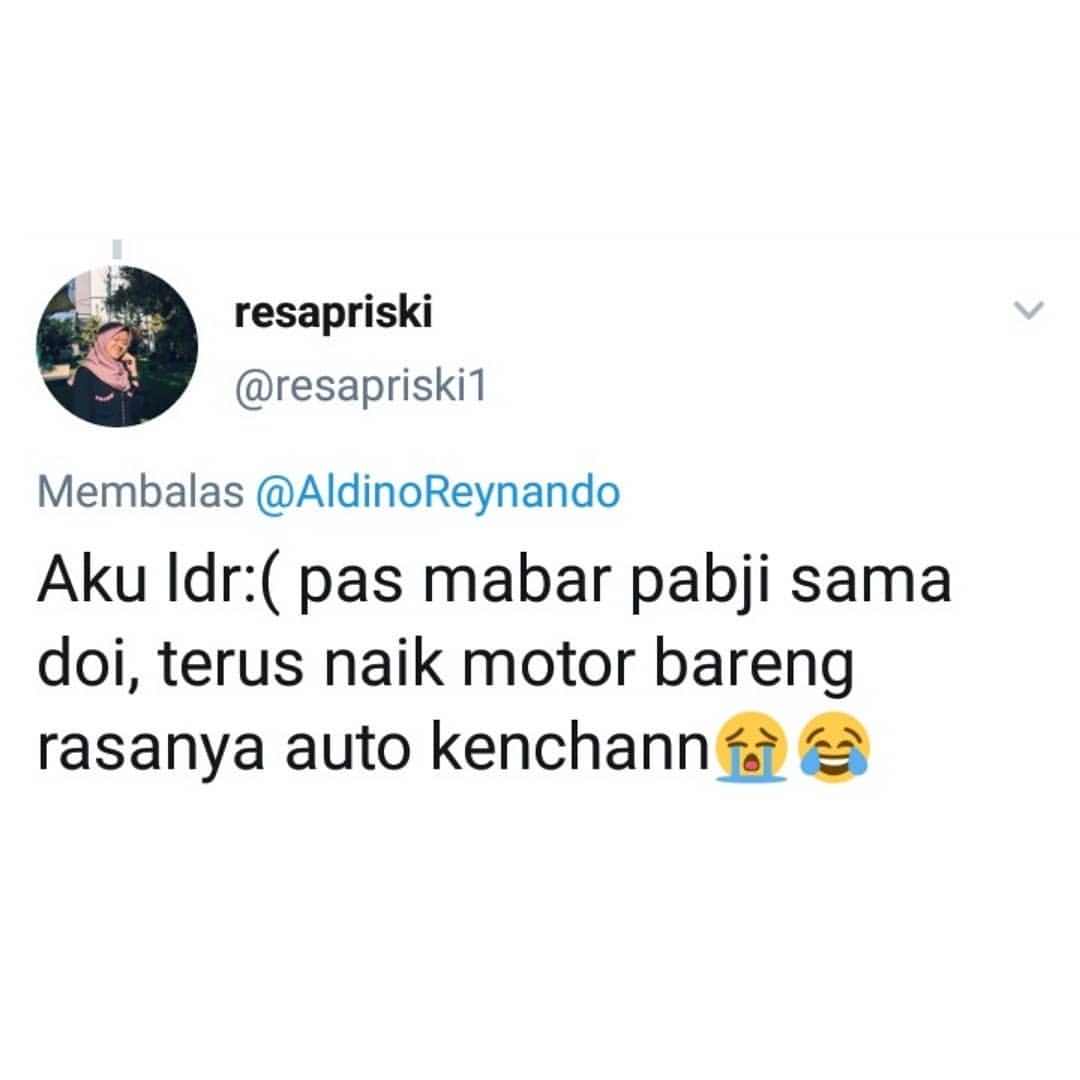 resapriski
@resapriski1
Membalas @AldinoReynando
Aku ldr:( pas mabar pabji sama
doi, terus naik motor bareng
rasanya auto kenchann😭😂